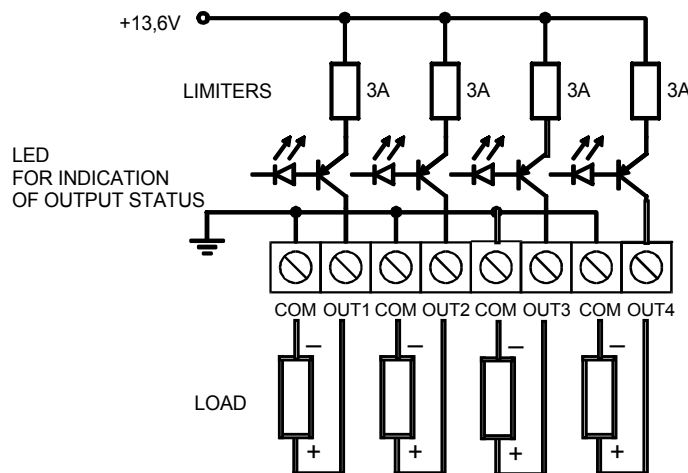 +13,6V
LIMITERS
3A
3A
3A
3A
LED
FOR INDICATION
OF OUTPUT STATUS
COM OUT1 COM OUT2 COM OUT3 COM OUT4
– – – –
LOAD
+ + + +